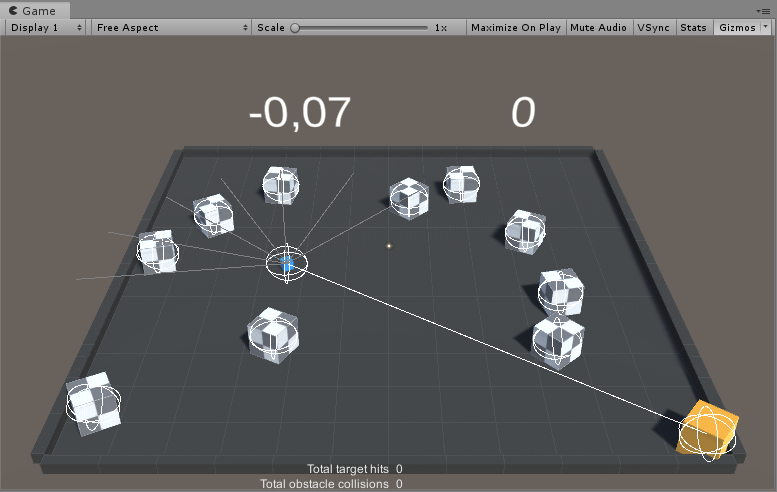 Game
Display 1 Free Aspect Scale 1x Maximize On Play Mute Audio VSync Stats Gizmos
-0,07 0
Total target hits 0
Total obstacle collisions 0